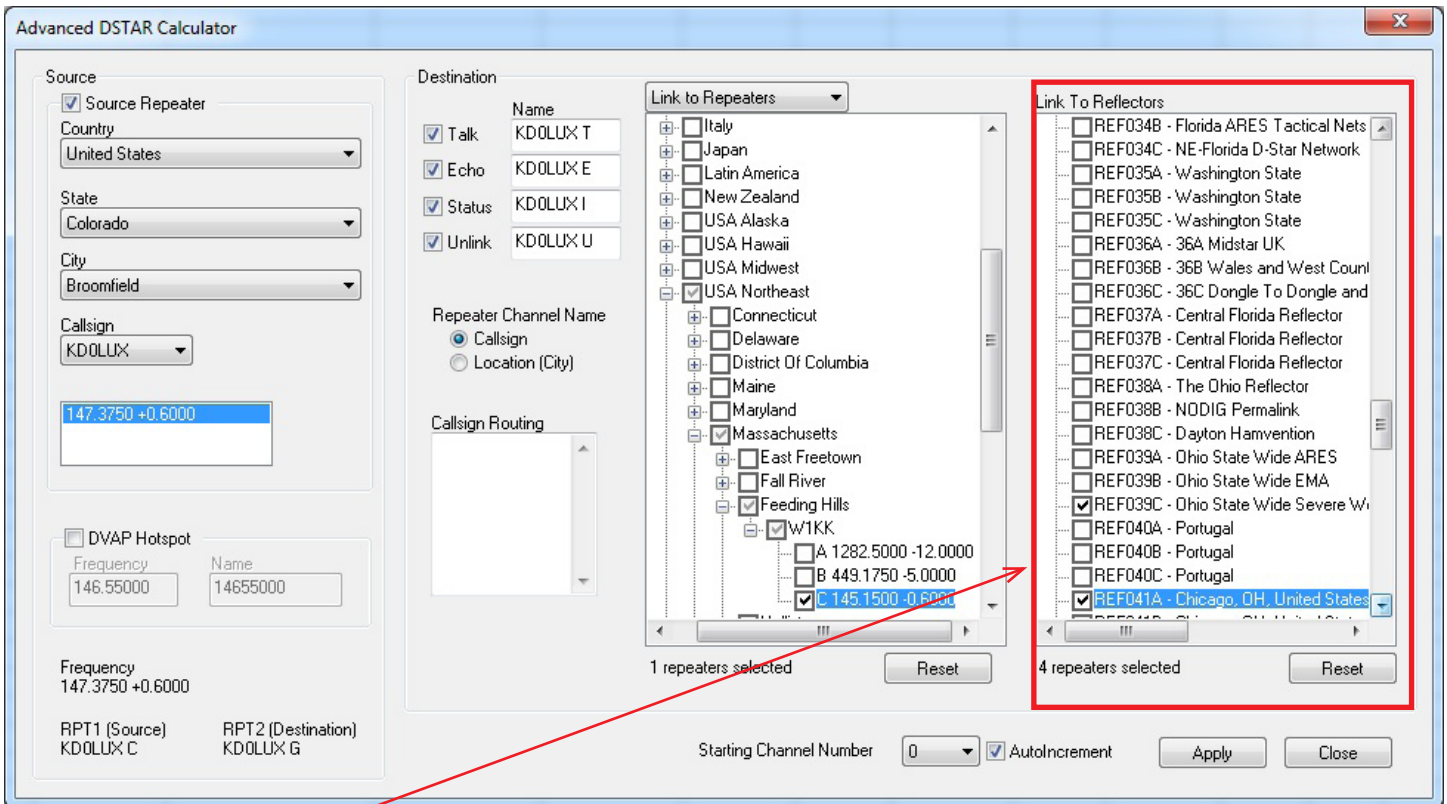 Advanced DSTAR Calculator
X
Source
Source Repeater
Country
United States
State
Colorado
City
Broomfield
Callsign
KD0LUX
147.3750 +0.6000
DVAP Hotspot
Frequency
Name
146.55000
14655000
Frequency
147.3750 +0.6000
RPT1 (Source)
RPT2 (Destination)
KD0LUX C
KD0LUX G
Destination
Name
Talk
KD0LUX T
Echo
KD0LUX E
Status
KD0LUX I
Unlink
KD0LUX U
Repeater Channel Name
Callsign
Location (City)
Callsign Routing
Link to Repeaters
Italy
Japan
Latin America
New Zealand
USA Alaska
USA Hawaii
USA Midwest
USA Northeast
Connecticut
Delaware
District Of Columbia
Maine
Maryland
Massachusetts
East Freetown
Fall River
Feeding Hills
W1KK
A 1282.5000 -12.0000
B 449.1750 -5.0000
C 145.1500 -0.6000
1 repeaters selected
Reset
Link To Reflectors
REF034B - Florida ARES Tactical Nets
REF034C - NE-Florida D-Star Network
REF035A - Washington State
REF035B - Washington State
REF035C - Washington State
REF036A - 36A Midstar UK
REF036B - 36B Wales and West Count
REF036C - 36C Dongle To Dongle and
REF037A - Central Florida Reflector
REF037B - Central Florida Reflector
REF037C - Central Florida Reflector
REF038A - The Ohio Reflector
REF038B - NODIG Permalink
REF038C - Dayton Hamvention
REF039A - Ohio State Wide ARES
REF039B - Ohio State Wide EMA
REF039C - Ohio State Wide Severe We
REF040A - Portugal
REF040B - Portugal
REF040C - Portugal
REF041A - Chicago, OH, United States
4 repeaters selected
Reset
Starting Channel Number
0
AutoIncrement
Apply
Close